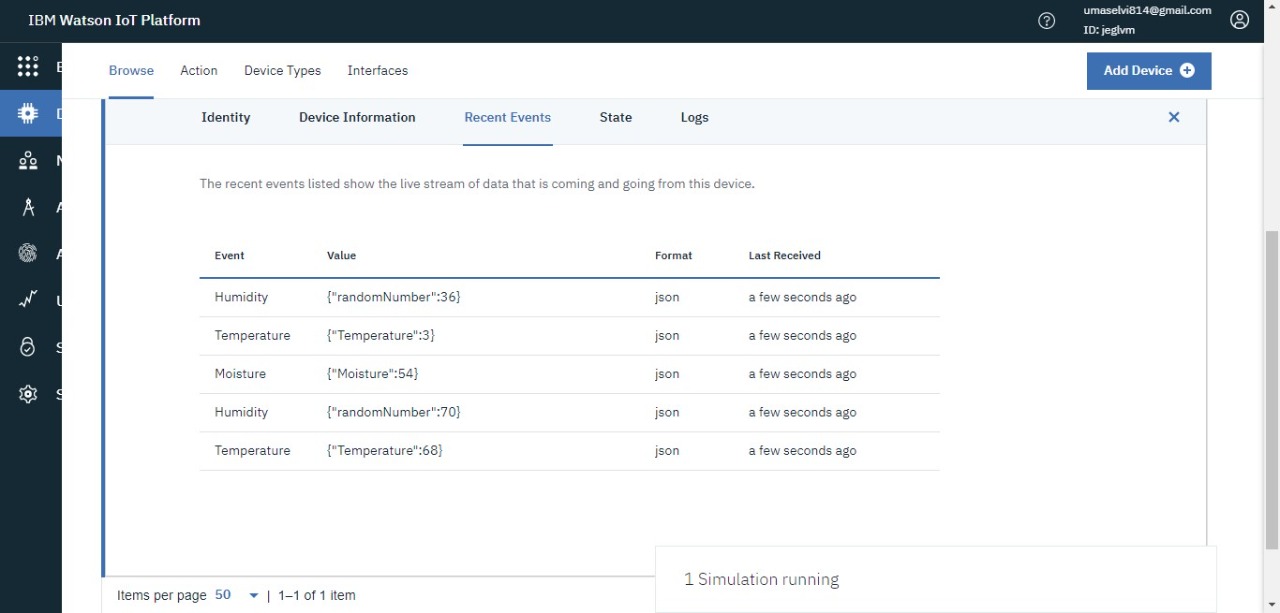 IBM Watson IoT Platform
umaselvi814@gmail.com
ID: jeglvm
Browse Action Device Types Interfaces
Add Device
Identity Device Information Recent Events State Logs
The recent events listed show the live stream of data that is coming and going from this device.
Event Value Format Last Received
Humidity {"randomNumber":36} json a few seconds ago
Temperature {"Temperature":3} json a few seconds ago
Moisture {"Moisture":54} json a few seconds ago
Humidity {"randomNumber":70} json a few seconds ago
Temperature {"Temperature":68} json a few seconds ago
1 Simulation running
Items per page 50 | 1–1 of 1 item